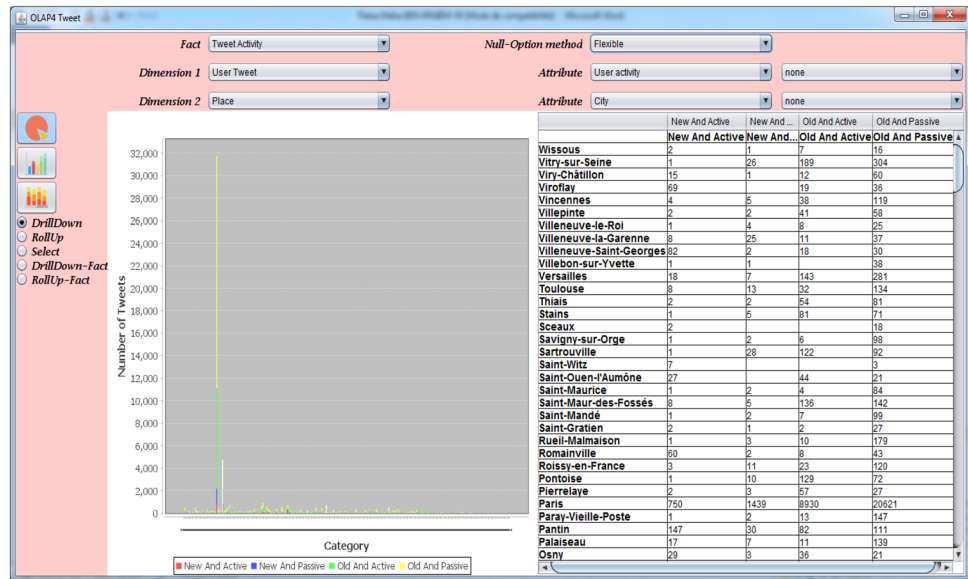 OLAP4 Tweet
Fact Tweet Activity Null-Option method Flexible
Dimension 1 User Tweet Attribute User activity none
Dimension 2 Place Attribute City none
DrillDown
RollUp
Select
DrillDown-Fact
RollUp-Fact
Number of Tweets
32,000
30,000
28,000
26,000
24,000
22,000
20,000
18,000
16,000
14,000
12,000
10,000
8,000
6,000
4,000
2,000
0
Category
New And Active New And Passive Old And Active Old And Passive
New And Active New And ... Old And Active Old And Passive
New And Active New And... Old And Active Old And Passive
Wissous 2 1 7 16
Vitry-sur-Seine 1 26 189 304
Viry-Châtillon 15 1 12 60
Viroflay 69 19 36
Vincennes 4 5 38 119
Villepinte 2 2 41 58
Villeneuve-le-Roi 1 4 8 25
Villeneuve-la-Garenne 8 25 11 37
Villeneuve-Saint-Georges 82 2 18 30
Villebon-sur-Yvette 1 1 38
Versailles 18 7 143 281
Toulouse 8 13 32 134
Thiais 2 2 54 81
Stains 1 5 81 71
Sceaux 2 18
Savigny-sur-Orge 1 2 6 98
Sartrouville 1 28 122 92
Saint-Witz 7 3
Saint-Ouen-l'Aumône 27 44 21
Saint-Maurice 1 2 4 84
Saint-Maur-des-Fossés 8 5 136 142
Saint-Mandé 1 2 7 99
Saint-Gratien 2 1 2 27
Rueil-Malmaison 1 3 10 179
Romainville 60 2 8 43
Roissy-en-France 3 11 23 120
Pontoise 1 10 129 72
Pierrelaye 2 3 57 27
Paris 750 1439 8930 20621
Paray-Vieille-Poste 1 2 13 147
Pantin 147 30 82 111
Palaiseau 17 7 11 139
Osny 29 3 36 21